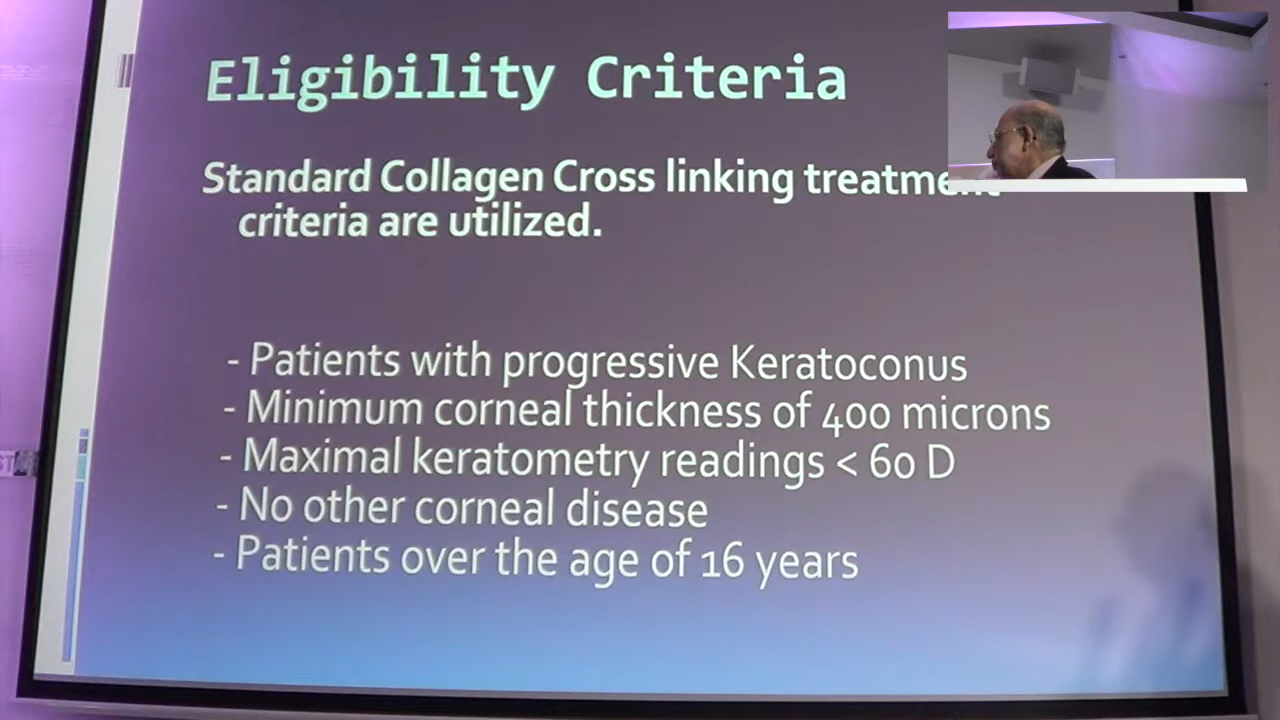 Eligibility Criteria
Standard Collagen Cross linking treatment
criteria are utilized.
- Patients with progressive Keratoconus
- Minimum corneal thickness of 400 microns
- Maximal keratometry readings < 60 D
- No other corneal disease
- Patients over the age of 16 years
ST